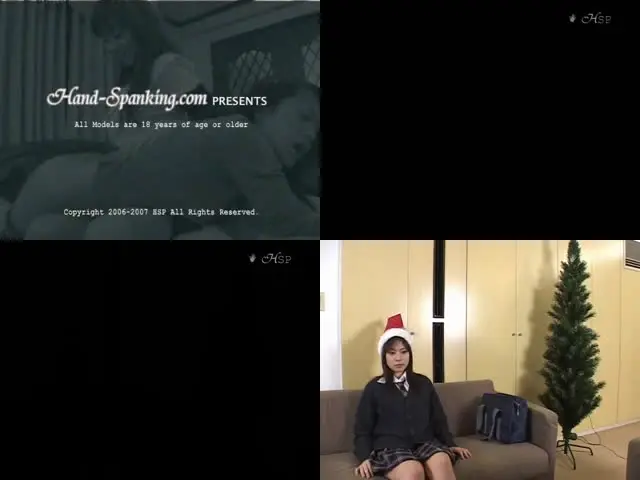 Hand-Spanking.com PRESENTS
All Models are 18 years of age or older
Copyright 2006-2007 HSP All Rights Reserved.
HSP
HSP